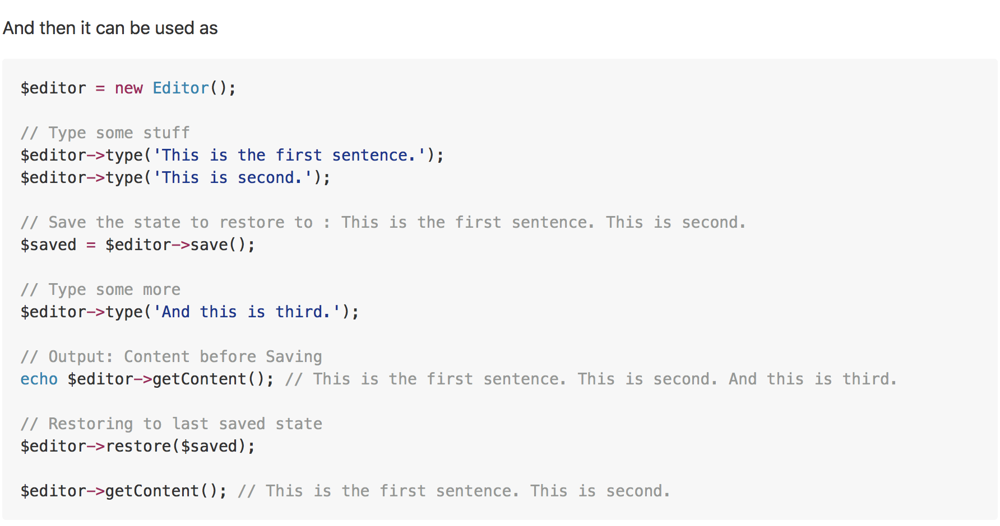 And then it can be used as
$editor = new Editor();
// Type some stuff
$editor->type('This is the first sentence.');
$editor->type('This is second.');
// Save the state to restore to : This is the first sentence. This is second.
$saved = $editor->save();
// Type some more
$editor->type('And this is third.');
// Output: Content before Saving
echo $editor->getContent(); // This is the first sentence. This is second. And this is third.
// Restoring to last saved state
$editor->restore($saved);
$editor->getContent(); // This is the first sentence. This is second.